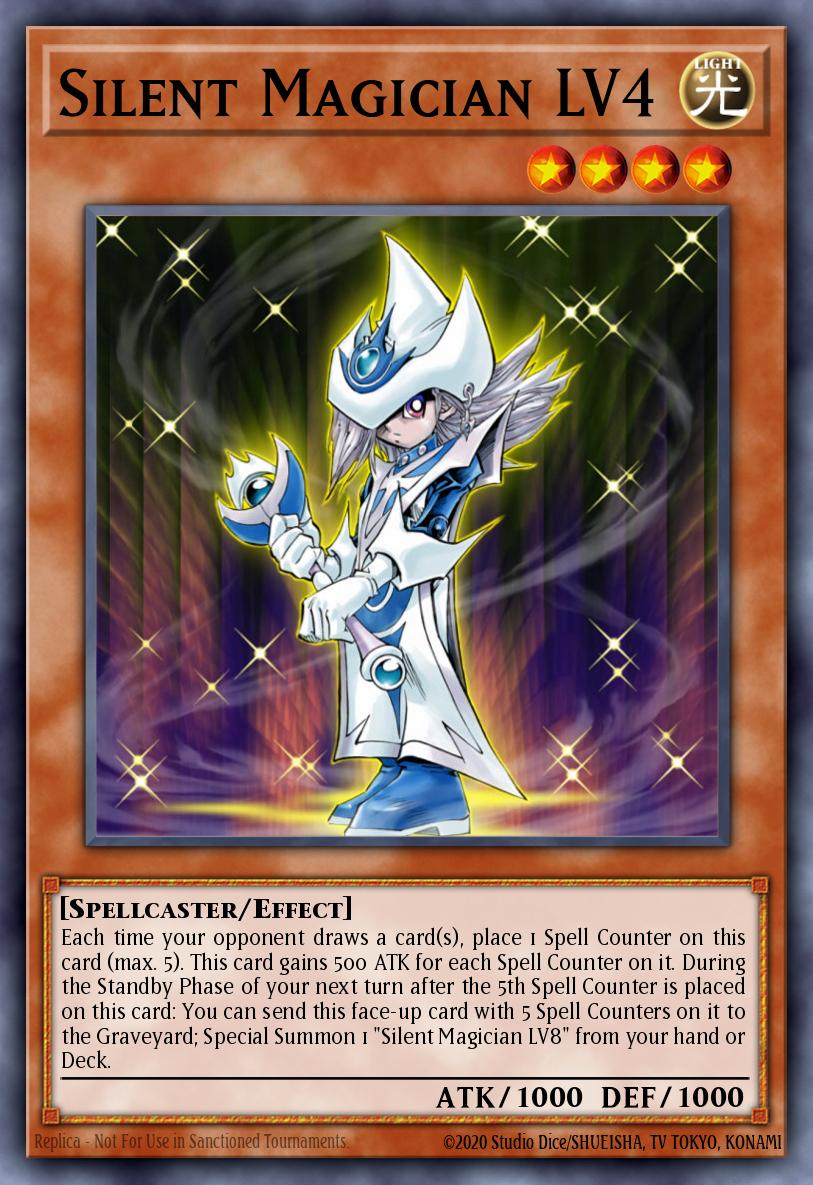 Silent Magician LV4
LIGHT
光
[Spellcaster/Effect]
Each time your opponent draws a card(s), place 1 Spell Counter on this
card (max. 5). This card gains 500 ATK for each Spell Counter on it. During
the Standby Phase of your next turn after the 5th Spell Counter is placed
on this card: You can send this face-up card with 5 Spell Counters on it to
the Graveyard; Special Summon 1 "Silent Magician LV8" from your hand or
Deck.
ATK/1000 DEF/1000
Replica - Not For Use in Sanctioned Tournaments.
©2020 Studio Dice/SHUEISHA, TV TOKYO, KONAMI